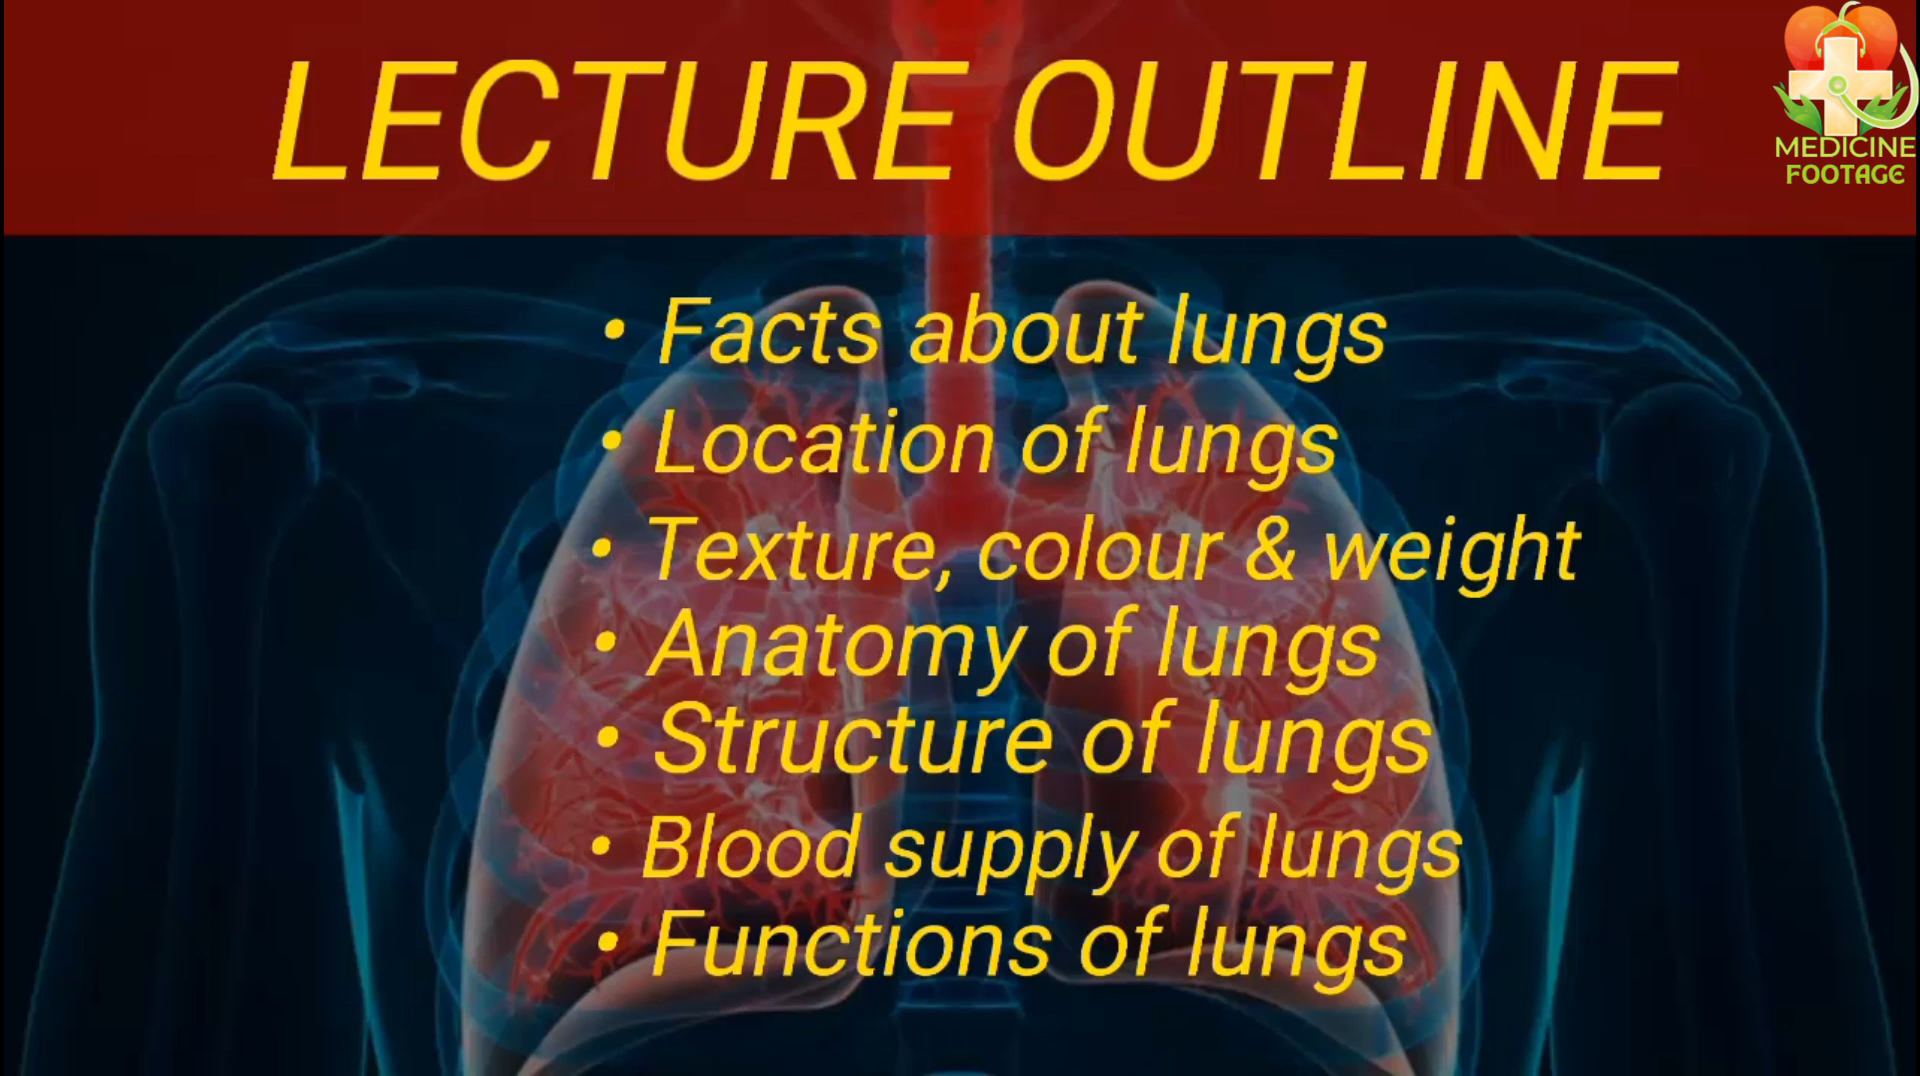 LECTURE OUTLINE
MEDICINE
FOOTAGE
• Facts about lungs
• Location of lungs
• Texture, colour & weight
• Anatomy of lungs
• Structure of lungs
• Blood supply of lungs
• Functions of lungs